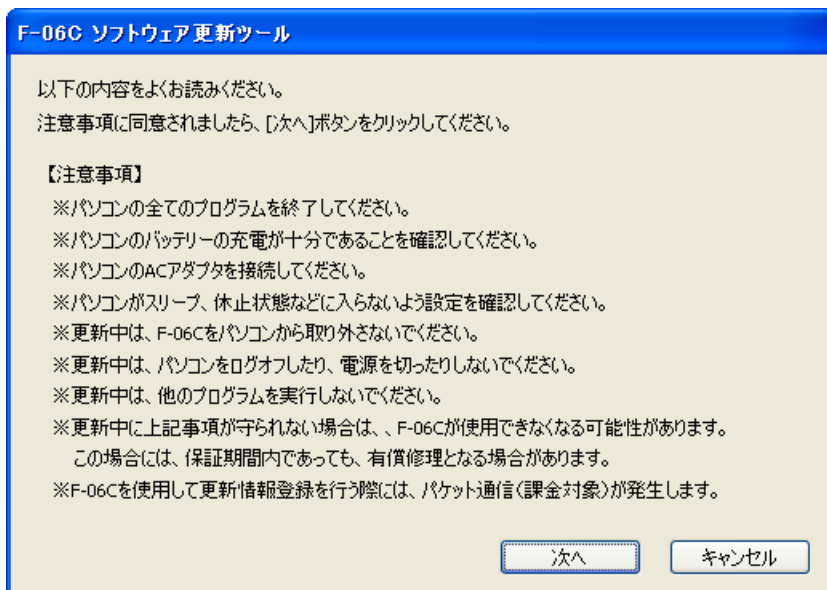 F-06C ソフトウェア更新ツール
以下の内容をよくお読みください。
注意事項に同意されましたら、[次へ]ボタンをクリックしてください。
【注意事項】
※パソコンの全てのプログラムを終了してください。
※パソコンのバッテリーの充電が十分であることを確認してください。
※パソコンのACアダプタを接続してください。
※パソコンがスリープ、休止状態などに入らないよう設定を確認してください。
※更新中は、F-06Cをパソコンから取り外さないでください。
※更新中は、パソコンをログオフしたり、電源を切ったりしないでください。
※更新中は、他のプログラムを実行しないでください。
※更新中に上記事項が守られない場合は、、F-06Cが使用できなくなる可能性があります。
この場合には、保証期間内であっても、有償修理となる場合があります。
※F-06Cを使用して更新情報登録を行う際には、パケット通信(課金対象)が発生します。
次へ
キャンセル